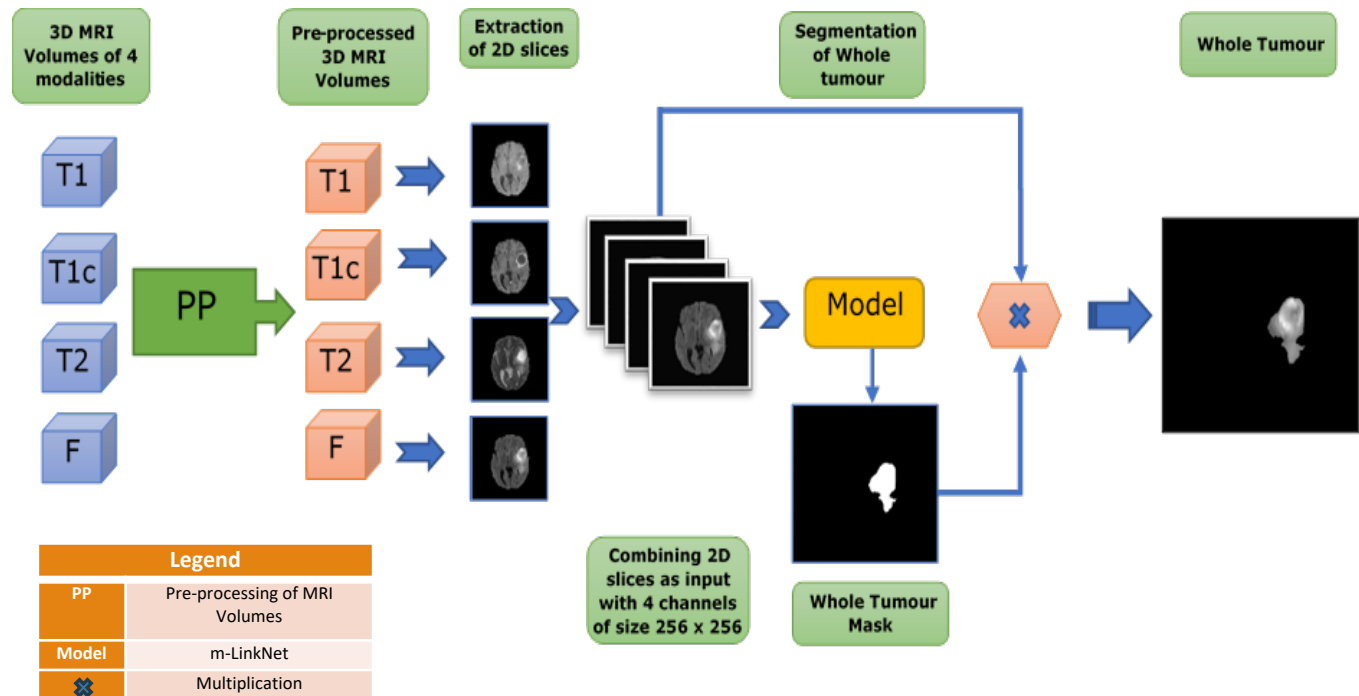 3D MRI
Volumes of 4
modalities
Pre-processed
3D MRI
Volumes
Extraction
of 2D slices
Segmentation
of Whole
tumour
Whole Tumour
T1
T1c
T2
F
PP
T1
T1c
T2
F
Model
Combining 2D
slices as input
with 4 channels
of size 256 x 256
Whole Tumour
Mask
Legend
PP
Pre-processing of MRI
Volumes
Model
m-LinkNet
Multiplication